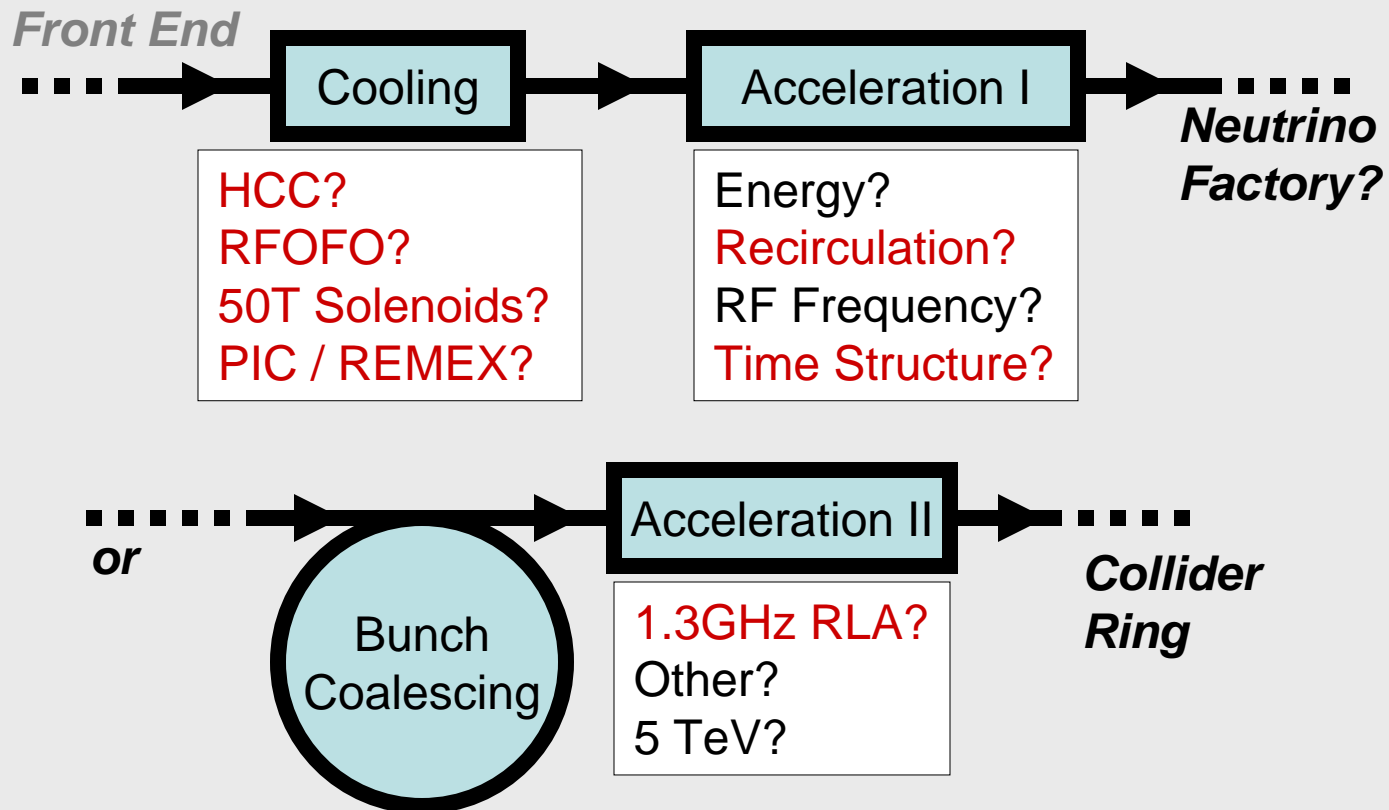 Front End
Cooling
Acceleration I
Neutrino
Factory?
HCC?
RFOFO?
50T Solenoids?
PIC / REMEX?
Energy?
Recirculation?
RF Frequency?
Time Structure?
or
Bunch
Coalescing
Acceleration II
1.3GHz RLA?
Other?
5 TeV?
Collider
Ring